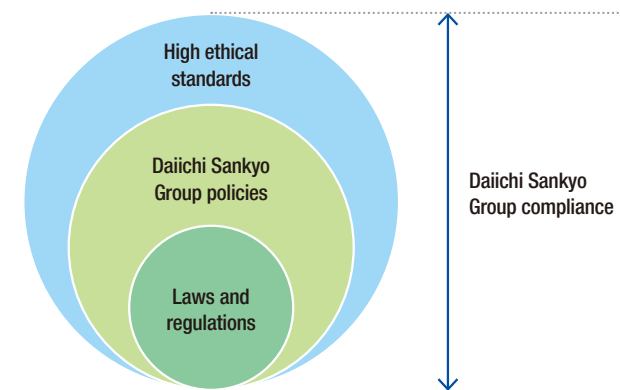 High ethical
standards
Daiichi Sankyo
Group policies
Laws and
regulations
Daiichi Sankyo
Group compliance